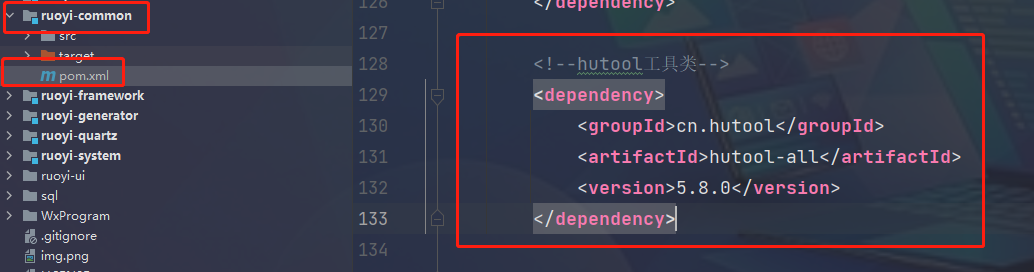 ruoyi-common
src
target
pom.xml
ruoyi-framework
ruoyi-generator
ruoyi-quartz
ruoyi-system
ruoyi-ui
sql
WxProgram
.gitignore
img.png
126
</dependency>
127
128 <!--hutool工具类-->
129 <dependency>
130 <groupId>cn.hutool</groupId>
131 <artifactId>hutool-all</artifactId>
132 <version>5.8.0</version>
133 </dependency>
134